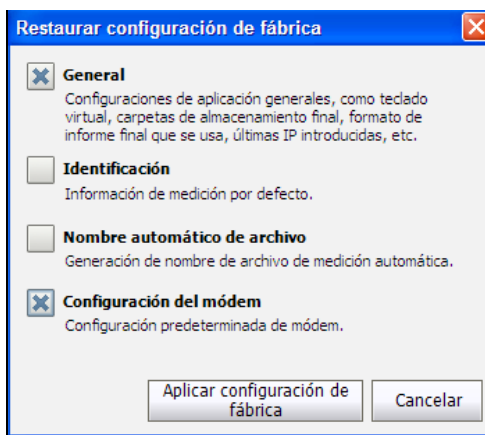 Restaurar configuración de fábrica
General
Configuraciones de aplicación generales, como teclado
virtual, carpetas de almacenamiento final, formato de
informe final que se usa, últimas IP introducidas, etc.
Identificación
Información de medición por defecto.
Nombre automático de archivo
Generación de nombre de archivo de medición automática.
Configuración del módem
Configuración predeterminada de módem.
Aplicar configuración de
fábrica
Cancelar